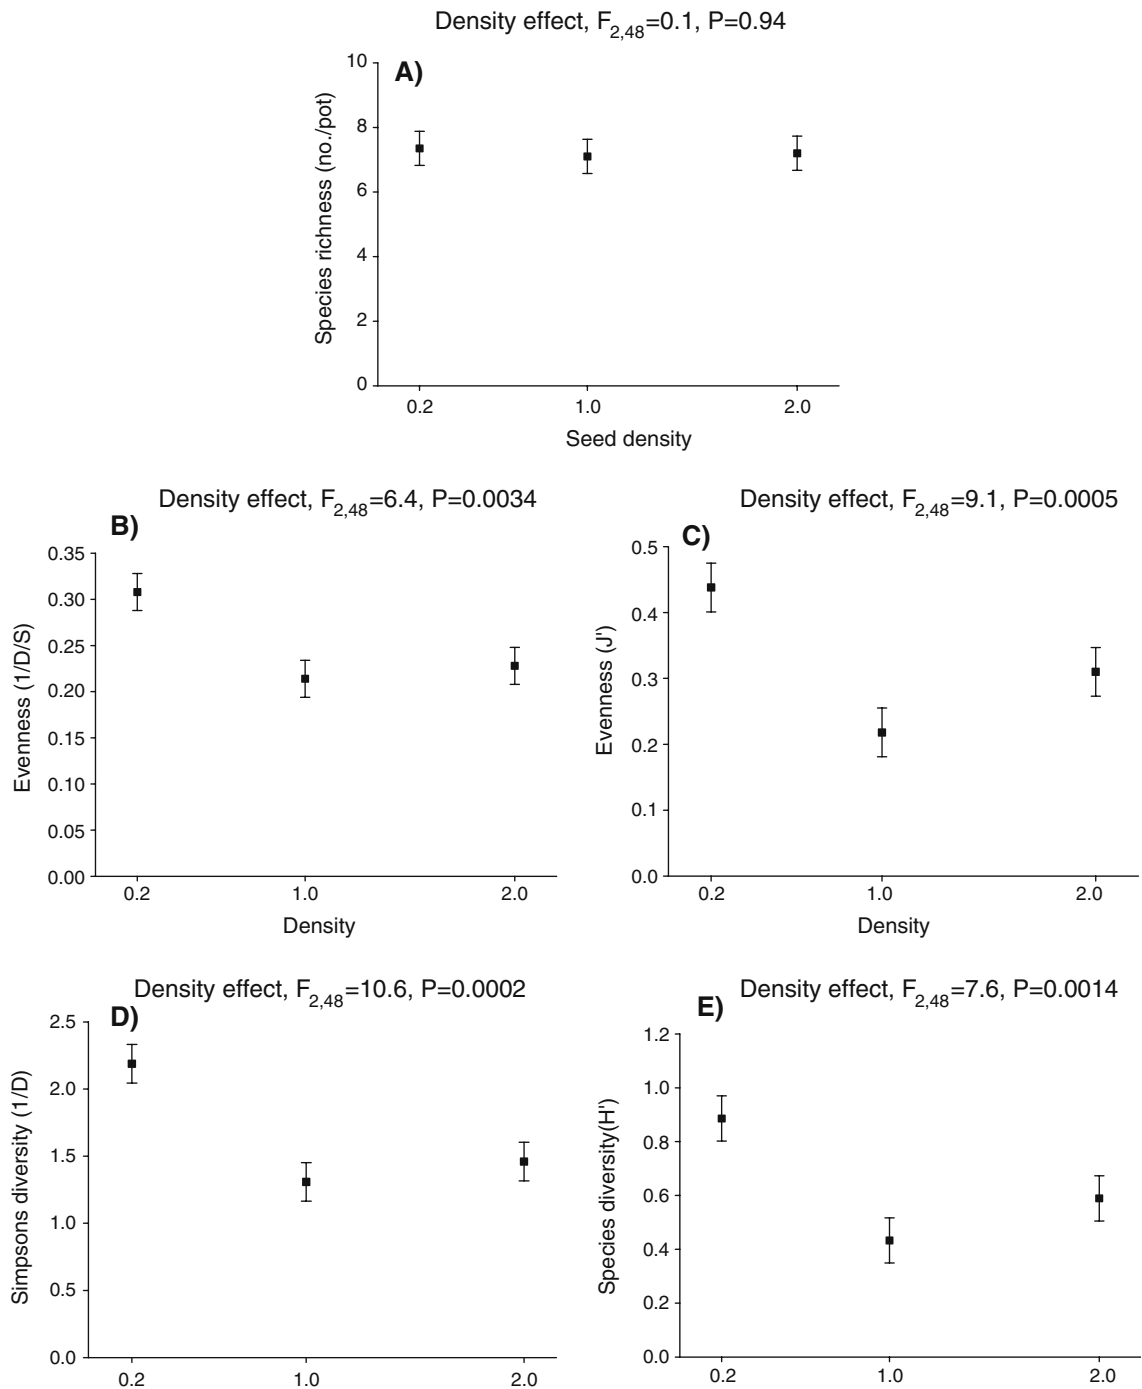 Density effect, F2,48=0.1, P=0.94
A)
10
8
6
4
2
0
Species richness (no./pot)
0.2 1.0 2.0
Seed density
Density effect, F2,48=6.4, P=0.0034
B)
0.35
0.30
0.25
0.20
0.15
0.10
0.05
0.00
Evenness (1/D/S)
0.2 1.0 2.0
Density
Density effect, F2,48=9.1, P=0.0005
C)
0.5
0.4
0.3
0.2
0.1
0.0
Evenness (J')
0.2 1.0 2.0
Density
Density effect, F2,48=10.6, P=0.0002
D)
2.5
2.0
1.5
1.0
0.5
0.0
Simpsons diversity (1/D)
0.2 1.0 2.0
Density effect, F2,48=7.6, P=0.0014
E)
1.2
1.0
0.8
0.6
0.4
0.2
0.0
Species diversity(H')
0.2 1.0 2.0